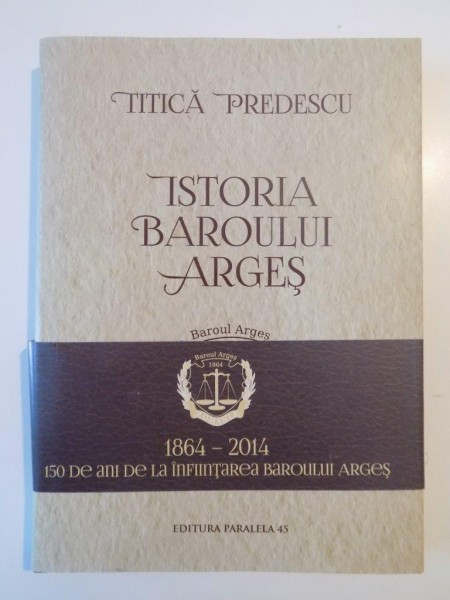 TITICĂ PREDESCU
ISTORIA
BAROULUI
ARGEŞ
Baroul Argeş
Baroul Argeş
1864
1864 – 2014
150 DE ANI DE LA ÎNFIINŢAREA BAROULUI ARGEŞ
EDITURA PARALELA 45